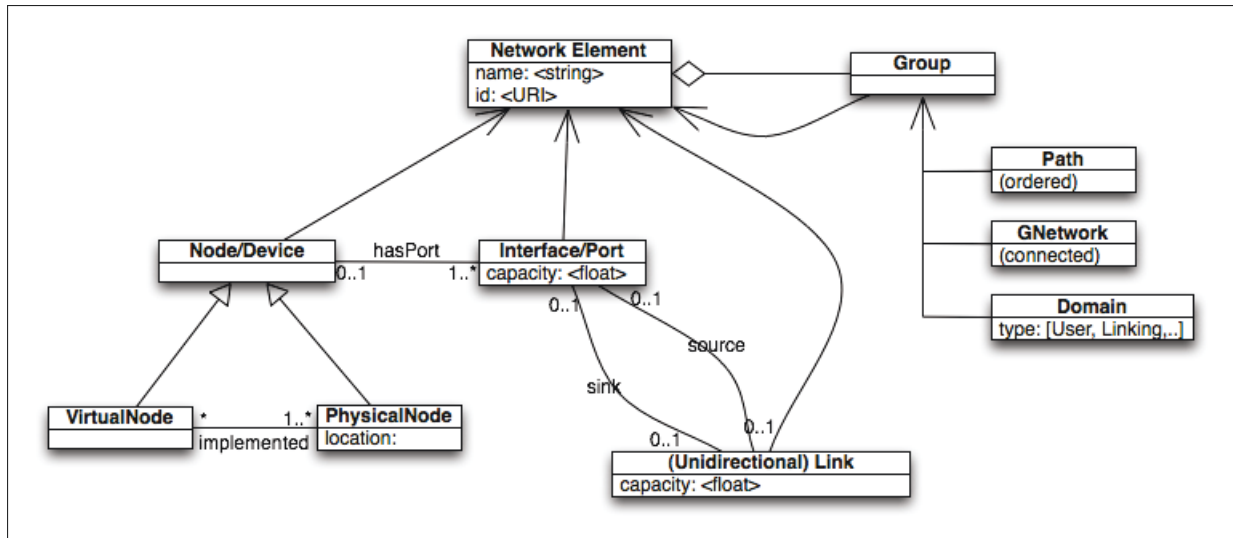 Network Element
name: <string>
id: <URI>
Group
Path
(ordered)
GNetwork
(connected)
Domain
type: [User, Linking,..]
Node/Device
hasPort
0..1
1..*
Interface/Port
capacity: <float>
0..1
0..1
source
sink
0..1
0..1
VirtualNode
*
1..*
implemented
PhysicalNode
location:
(Unidirectional) Link
capacity: <float>